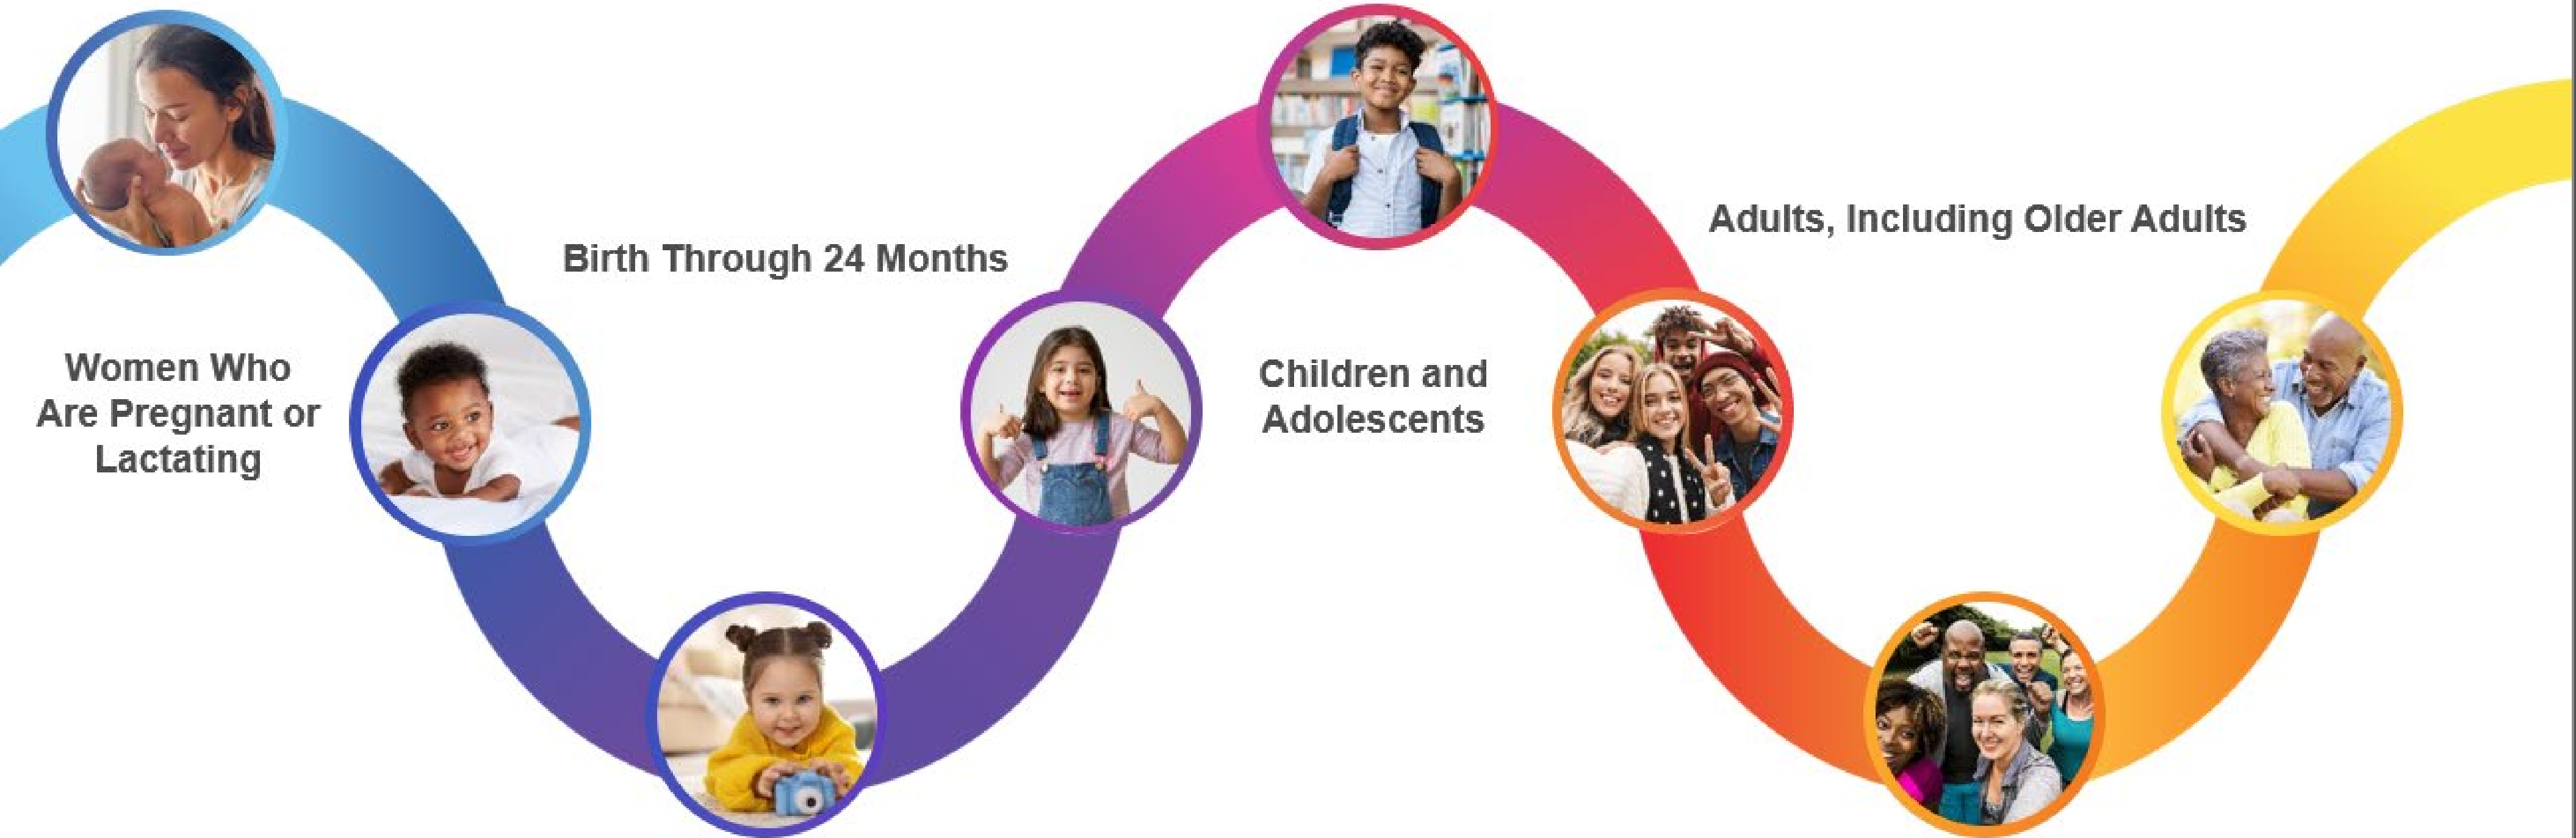 Women Who
Are Pregnant or
Lactating
Birth Through 24 Months
Children and
Adolescents
Adults, Including Older Adults